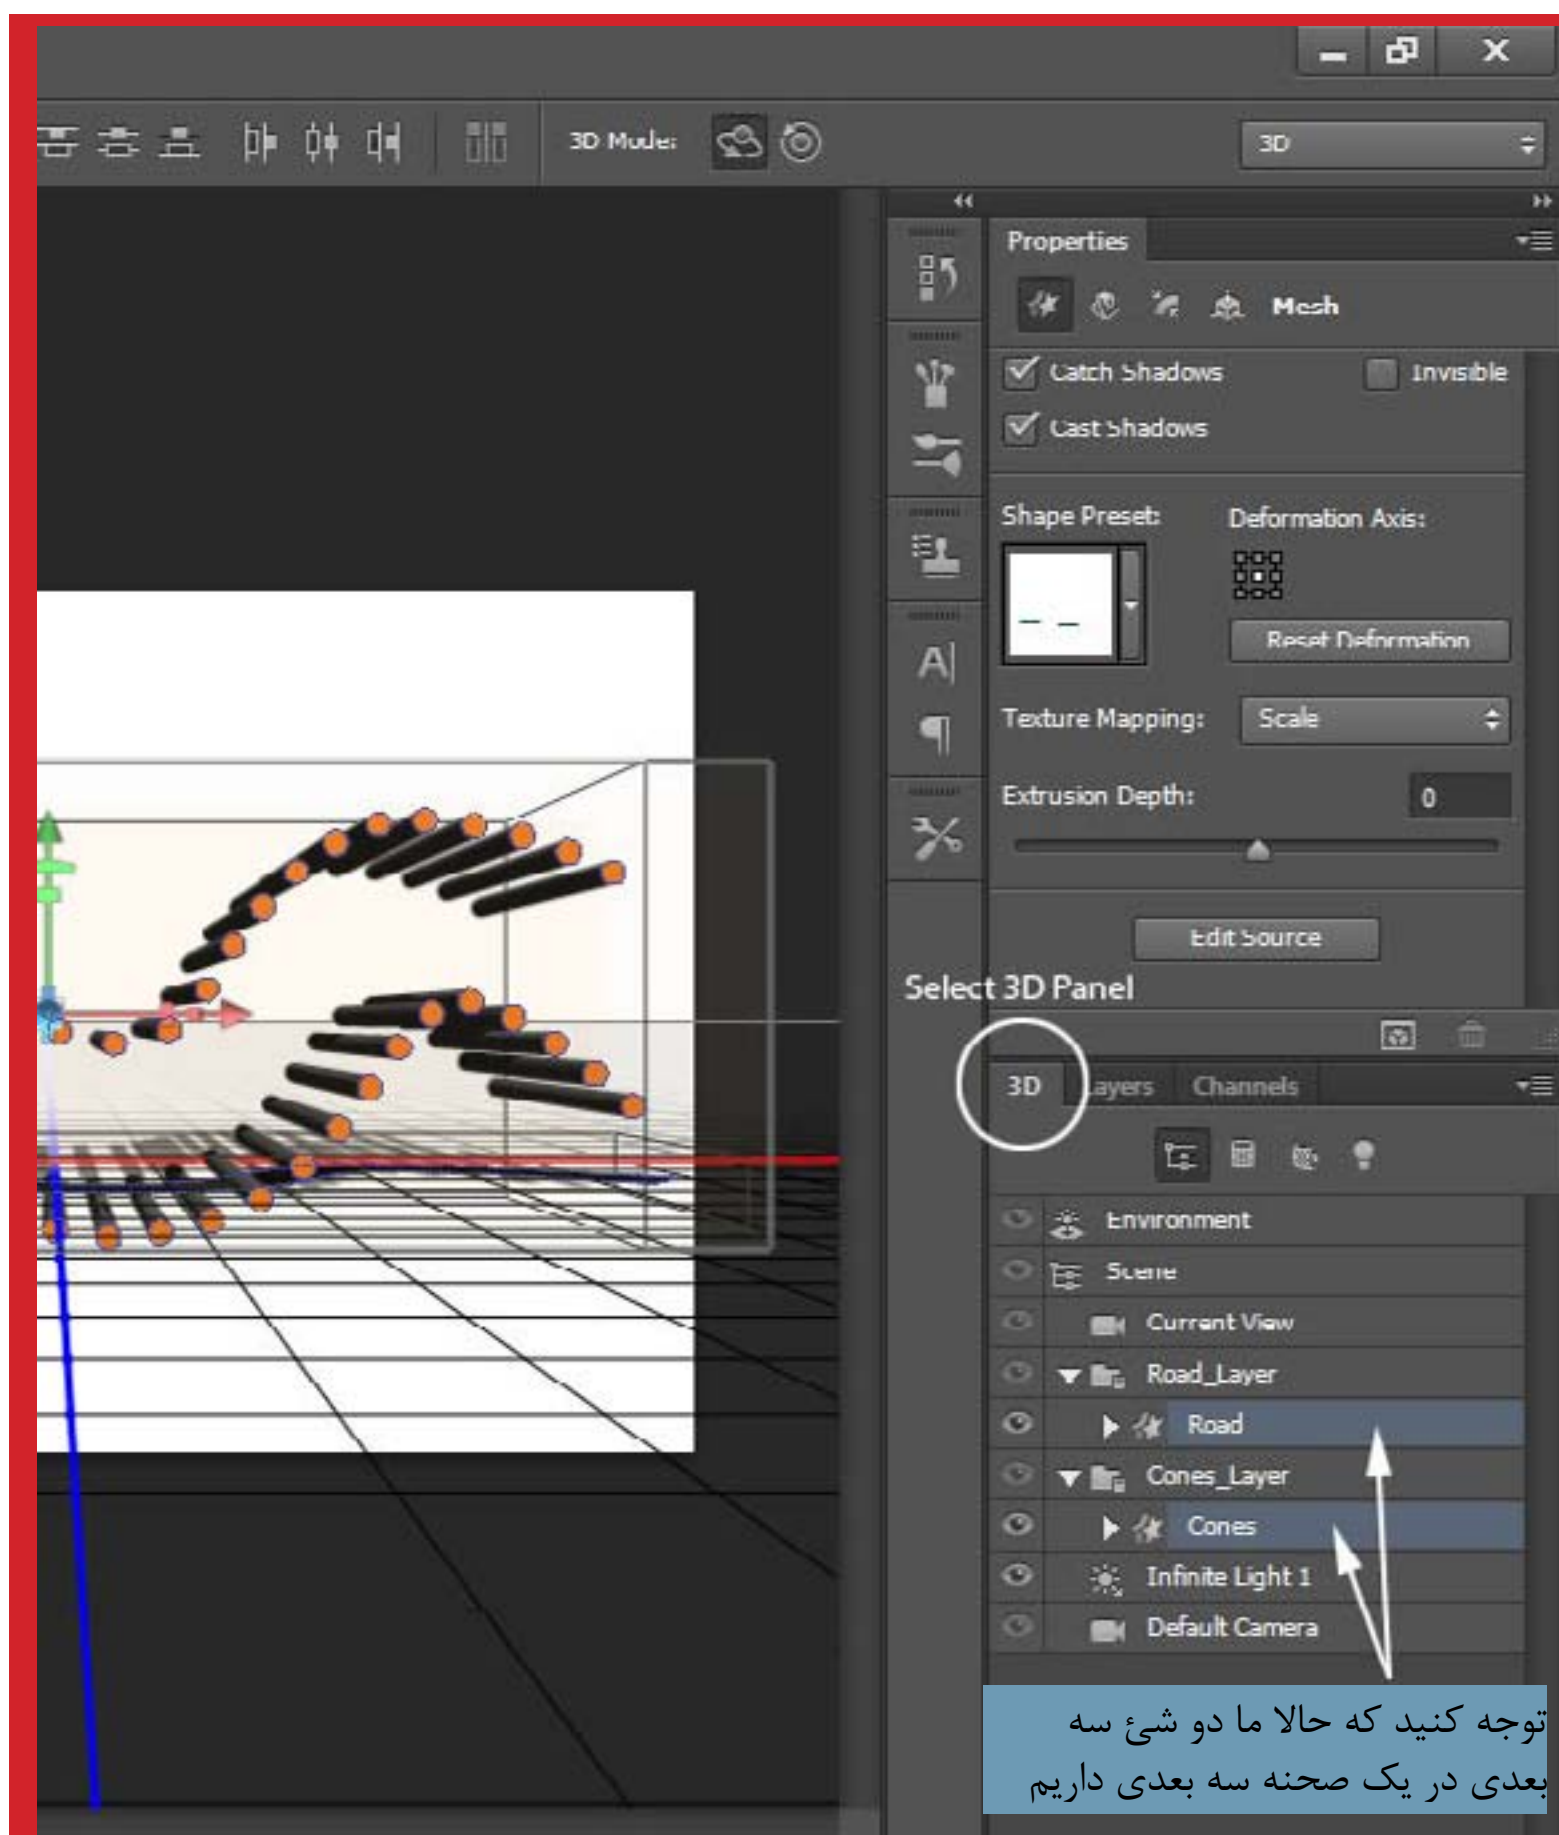 3D Mode:
3D
Properties
Mesh
Catch Shadows
Invisible
Cast Shadows
Shape Preset:
Deformation Axis:
Reset Deformation
Texture Mapping:
Scale
Extrusion Depth:
0
Edit Source
Select 3D Panel
3D
Layers
Channels
Environment
Scene
Current View
Road_Layer
Road
Cones_Layer
Cones
Infinite Light 1
Default Camera
توجه کنید که حالا ما دو شئ سه
بعدی در یک صحنه سه بعدی داریم